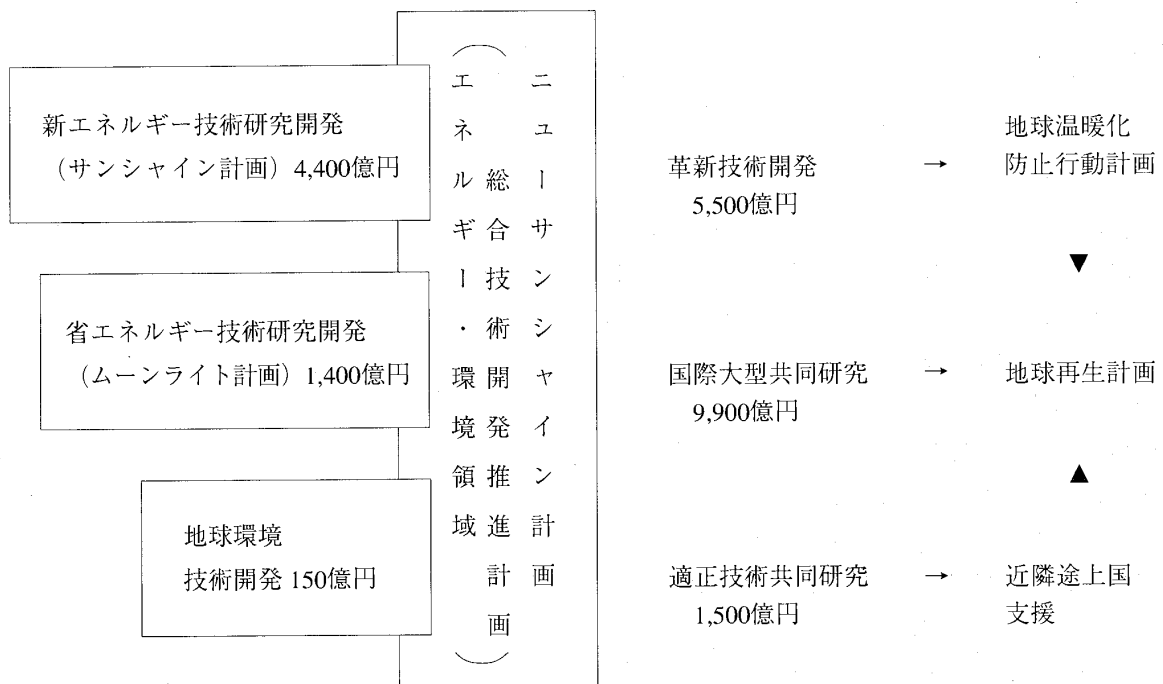 新エネルギー技術研究開発
(サンシャイン計画) 4,400億円
省エネルギー技術研究開発
(ムーンライト計画) 1,400億円
地球環境
技術開発 150億円
ニューサンシャイン計画
(エネルギー・環境領域
総合技術開発推進計画)
革新技術開発 →
5,500億円
地球温暖化
防止行動計画
▼
国際大型共同研究 → 地球再生計画
9,900億円
▲
適正技術共同研究 → 近隣途上国
1,500億円 支援